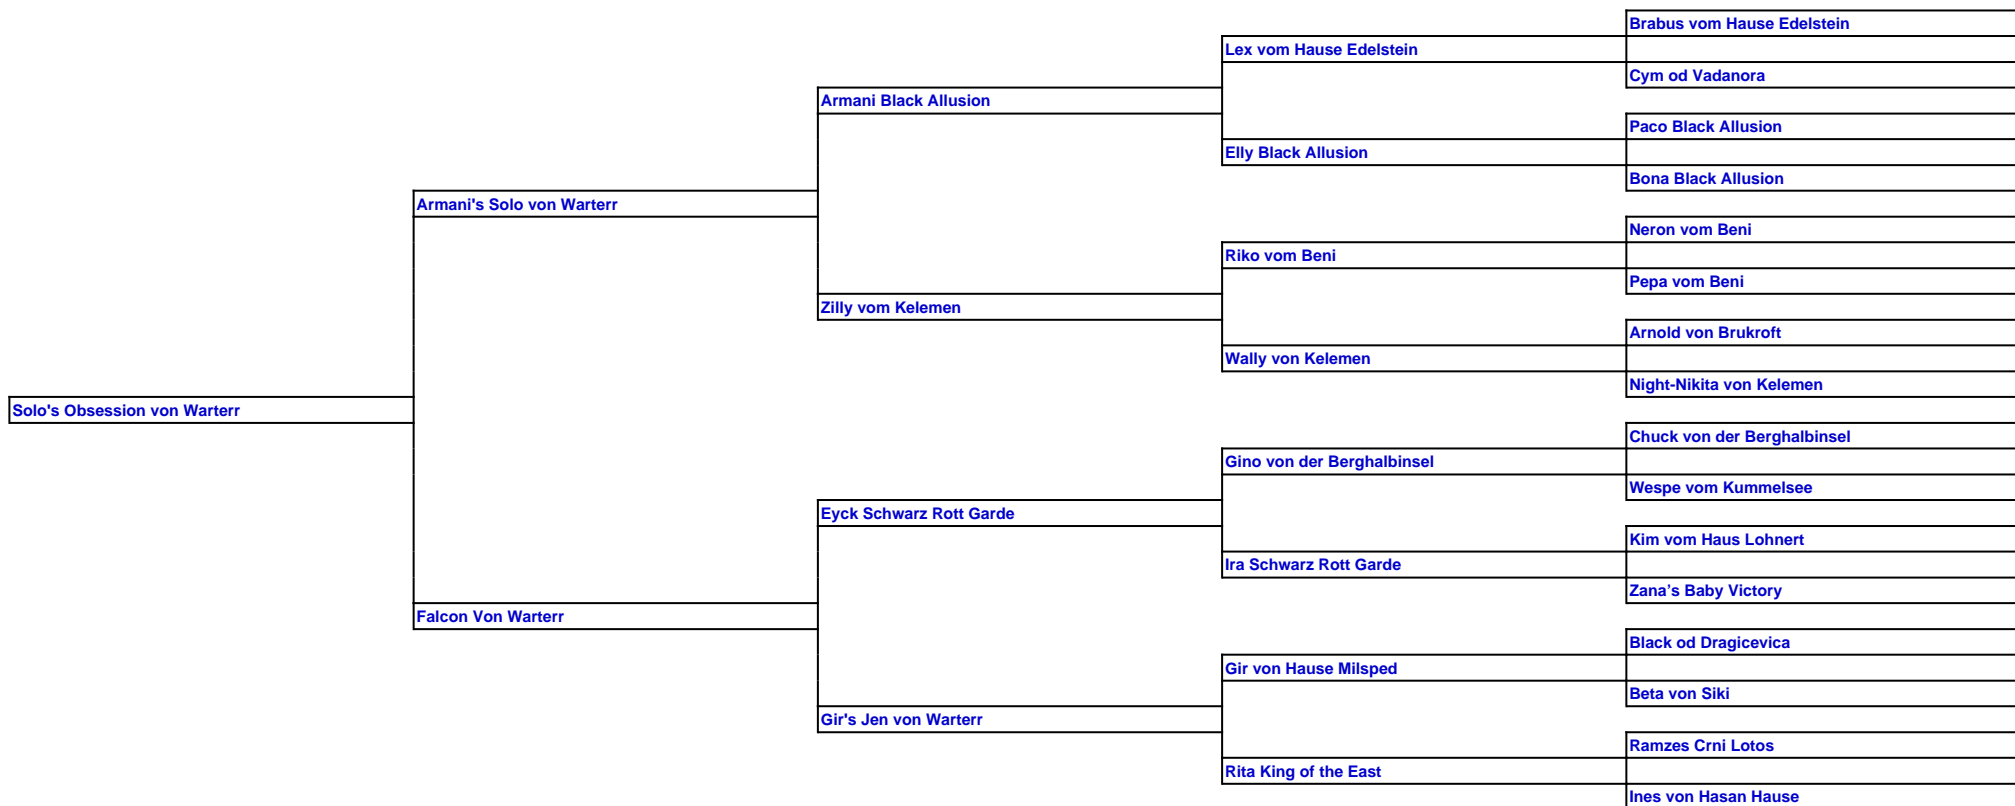 Brabus vom Hause Edelstein
Lex vom Hause Edelstein
Cym od Vadanora
Armani Black Allusion
Paco Black Allusion
Elly Black Allusion
Bona Black Allusion
Armani's Solo von Warterr
Neron vom Beni
Riko vom Beni
Pepa vom Beni
Zilly vom Kelemen
Arnold von Brukroft
Wally von Kelemen
Night-Nikita von Kelemen
Solo's Obsession von Warterr
Chuck von der Berghalbinsel
Gino von der Berghalbinsel
Wespe vom Kummelsee
Eyck Schwarz Rott Garde
Kim vom Haus Lohnert
Ira Schwarz Rott Garde
Zana’s Baby Victory
Falcon Von Warterr
Black od Dragicevica
Gir von Hause Milsped
Beta von Siki
Gir's Jen von Warterr
Ramzes Crni Lotos
Rita King of the East
Ines von Hasan Hause